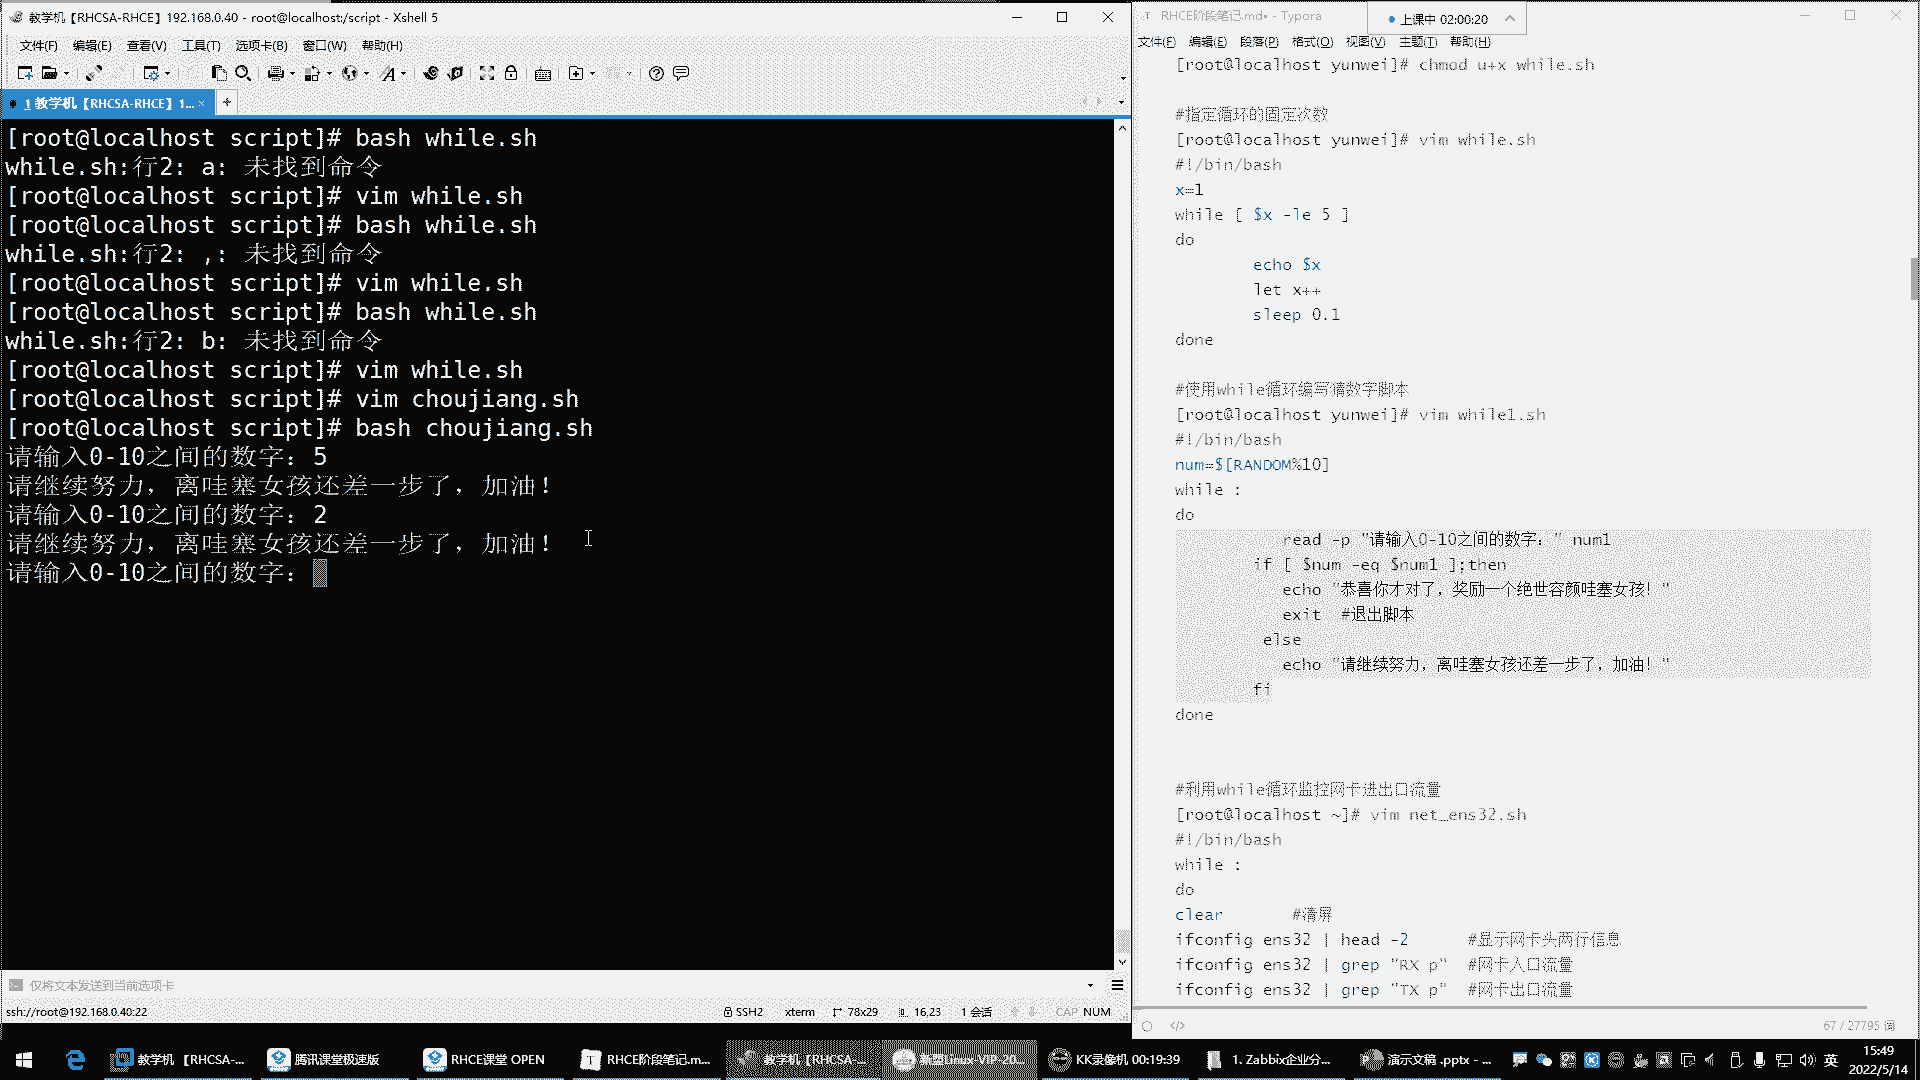 教学机【RHCSA-RHCE】192.168.0.40 - root@localhost:/script - Xshell 5
文件(F) 编辑(E) 查看(V) 工具(T) 选项卡(B) 窗口(W) 帮助(H)
1 教学机【RHCSA-RHCE】1...
[root@localhost script]# bash while.sh
while.sh:行2: a: 未找到命令
[root@localhost script]# vim while.sh
[root@localhost script]# bash while.sh
while.sh:行2: ,: 未找到命令
[root@localhost script]# vim while.sh
[root@localhost script]# bash while.sh
while.sh:行2: b: 未找到命令
[root@localhost script]# vim while.sh
[root@localhost script]# vim choujiang.sh
[root@localhost script]# bash choujiang.sh
请输入0-10之间的数字：5
请继续努力，离哇塞女孩还差一步了，加油！
请输入0-10之间的数字：2
请继续努力，离哇塞女孩还差一步了，加油！
请输入0-10之间的数字：
仅将文本发送到当前选项卡
ssh://root@192.168.0.40:22
SSH2
xterm
78x29
16,23
1 会话
CAP NUM
RHCE阶段笔记.md• - Typora
上课中 02:00:20
文件(F) 编辑(E) 段落(P) 格式(O) 视图(V) 主题(T) 帮助(H)
[root@localhost yunwei]# chmod u+x while.sh
#指定循环的固定次数
[root@localhost yunwei]# vim while.sh
#!/bin/bash
x=1
while [ $x -le 5 ]
do
echo $x
let x++
sleep 0.1
done
#使用while循环编写猜数字脚本
[root@localhost yunwei]# vim while1.sh
#!/bin/bash
num=$[RANDOM%10]
while :
do
read -p "请输入0-10之间的数字：" num1
if [ $num -eq $num1 ];then
echo "恭喜你才对了，奖励一个绝世容颜哇塞女孩！"
exit #退出脚本
else
echo "请继续努力，离哇塞女孩还差一步了，加油！"
fi
done
#利用while循环监控网卡进出口流量
[root@localhost ~]# vim net_ens32.sh
#!/bin/bash
while :
do
clear #清屏
ifconfig ens32 | head -2 #显示网卡头两行信息
ifconfig ens32 | grep "RX p" #网卡入口流量
ifconfig ens32 | grep "TX p" #网卡出口流量
67 / 27795 词
教学机 【RHCSA-...
腾讯课堂极速版
RHCE课堂 OPEN
RHCE阶段笔记.m...
教学机【RHCSA-...
新盟Linux-VIP-20...
KK录像机 00:19:39
1. Zabbix企业分...
演示文稿 .pptx - ...
英
15:49
2022/5/14